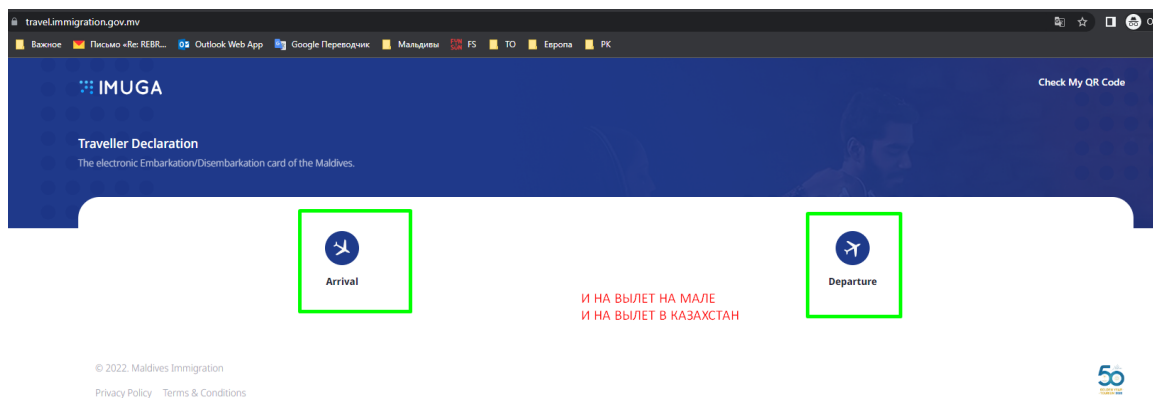 travel.immigration.gov.mv
Важное Письмо «Re: REBR... Outlook Web App Google Переводчик Мальдивы FS TO Европа РК
IMUGA
Check My QR Code
Traveller Declaration
The electronic Embarkation/Disembarkation card of the Maldives.
Arrival
Departure
И НА ВЫЛЕТ НА МАЛЕ
И НА ВЫЛЕТ В КАЗАХСТАН
© 2022. Maldives Immigration
Privacy Policy Terms & Conditions
50